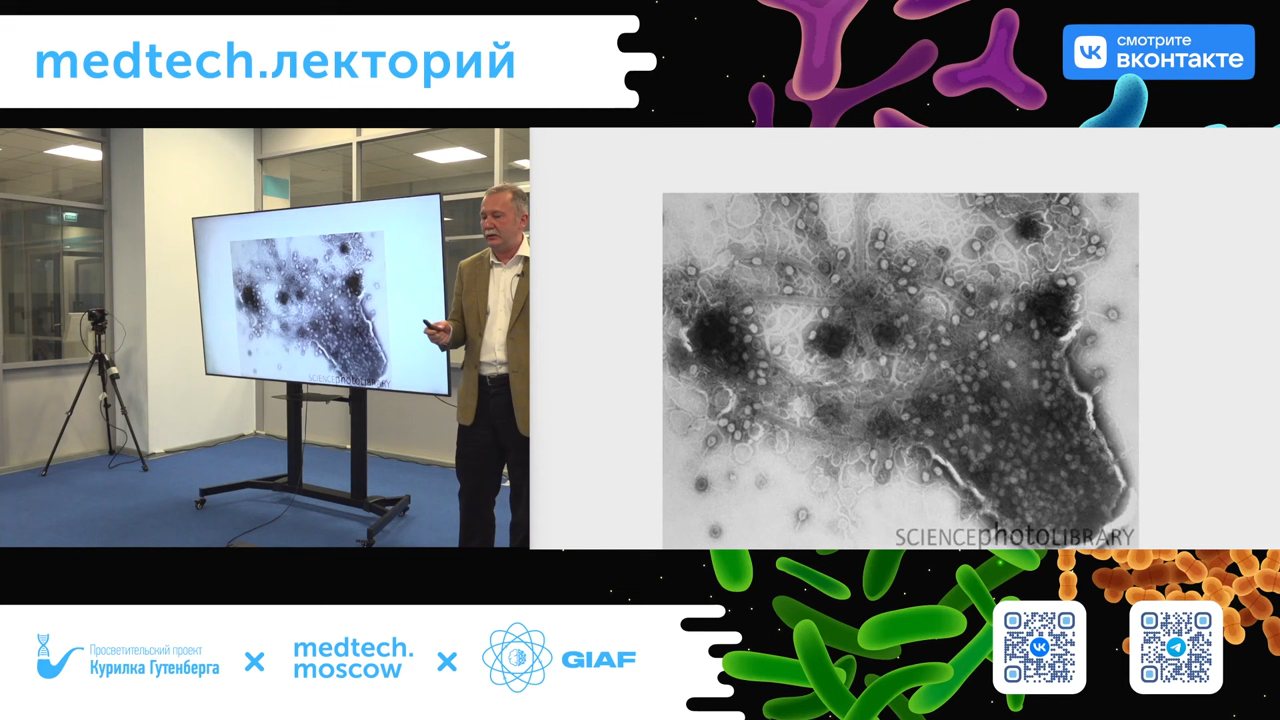 medtech.лекторий
смотрите
вконтакте
SCIENCEphotoLIBRARY
SCIENCEphotoLIBRARY
Просветительский проект
Курилка Гутенберга
medtech.
moscow
GIAF